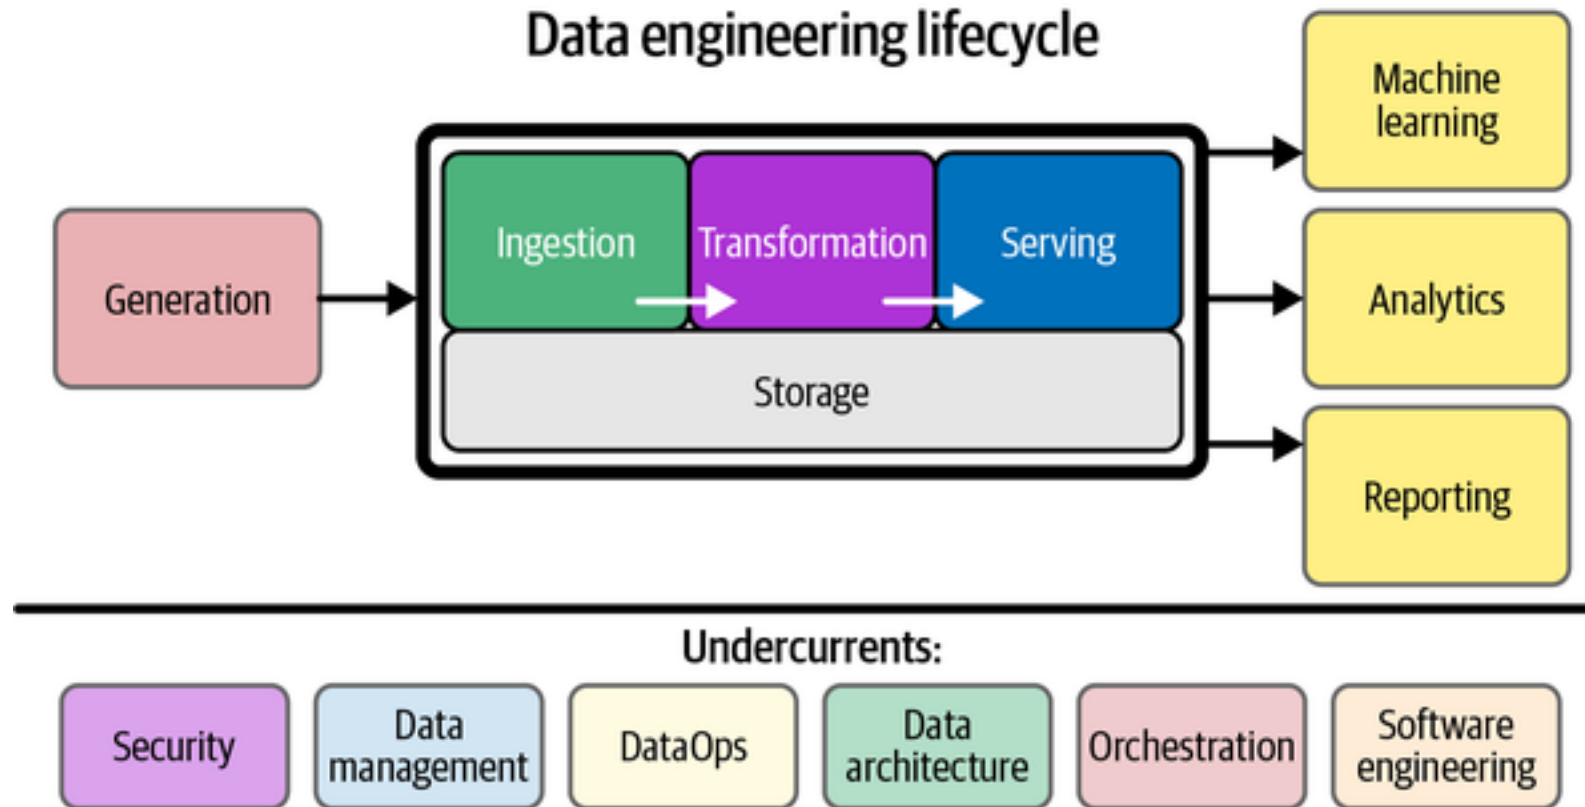 Data engineering lifecycle
Generation
Ingestion
Transformation
Serving
Storage
Machine
learning
Analytics
Reporting
Undercurrents:
Security
Data
management
DataOps
Data
architecture
Orchestration
Software
engineering